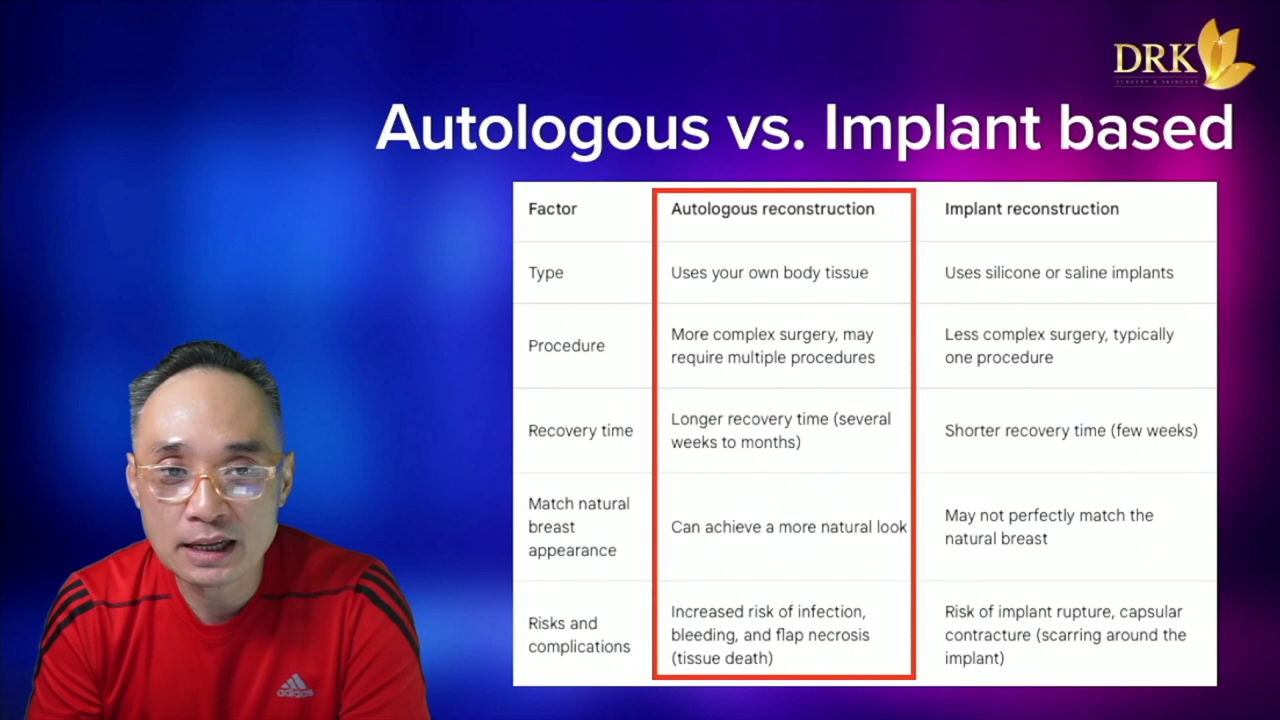 DRK
SURGERY & SKINCARE
Autologous vs. Implant based
Factor
Autologous reconstruction
Implant reconstruction
Type
Uses your own body tissue
Uses silicone or saline implants
Procedure
More complex surgery, may
require multiple procedures
Less complex surgery, typically
one procedure
Recovery time
Longer recovery time (several
weeks to months)
Shorter recovery time (few weeks)
Match natural
breast
appearance
Can achieve a more natural look
May not perfectly match the
natural breast
Risks and
complications
Increased risk of infection,
bleeding, and flap necrosis
(tissue death)
Risk of implant rupture, capsular
contracture (scarring around the
implant)
adidas